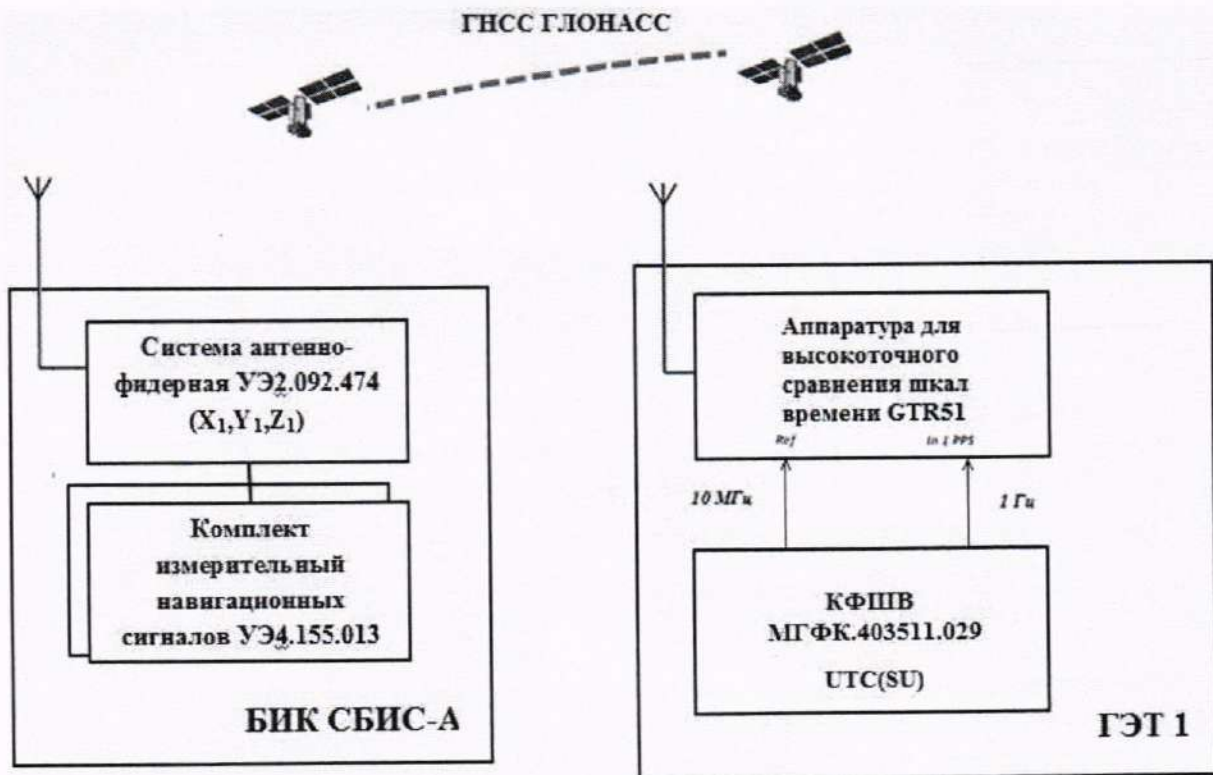 ГНСС ГЛОНАСС
Система антенно-
фидерная УЭ2.092.474
(X1,Y1,Z1)
Комплект
измерительный
навигационных
сигналов УЭ4.155.013
БИК СБИС-А
Аппаратура для
высокоточного
сравнения шкал
времени GTR51
Ref
In 1 PPS
10 МГц
1 Гц
КФШВ
МГФК.403511.029
UTC(SU)
ГЭТ 1